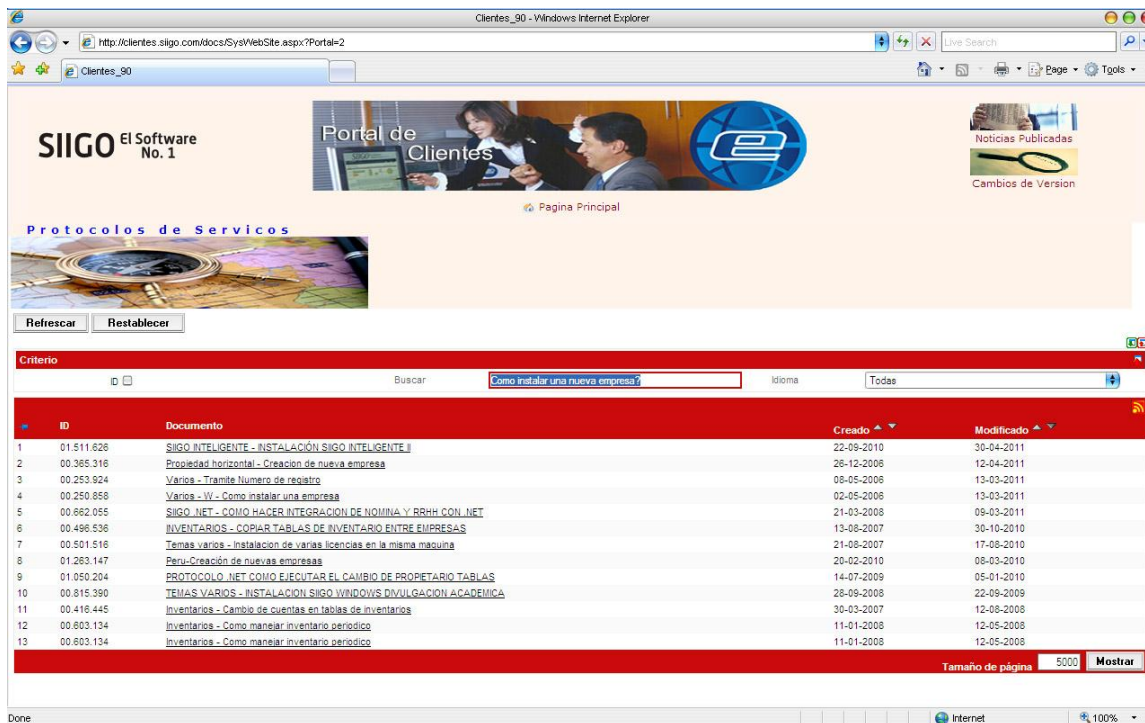 Clientes_90 - Windows Internet Explorer
http://clientes.siigo.com/docs/SysWebSite.aspx?Portal=2
Live Search
Clientes_90
Page
Tools
SIIGO El Software No. 1
Portal de Clientes
Noticias Publicadas
Cambios de Version
Pagina Principal
Protocolos de Servicos
Refrescar Restablecer
Criterio
ID Buscar Como instalar una nueva empresa? Idioma Todas
ID Documento Creado Modificado
1 01.511.626 SIIGO INTELIGENTE - INSTALACIÓN SIIGO INTELIGENTE II 22-09-2010 30-04-2011
2 00.365.316 Propiedad horizontal - Creacion de nueva empresa 26-12-2006 12-04-2011
3 00.253.924 Varios - Tramite Numero de registro 08-05-2006 13-03-2011
4 00.250.858 Varios - W - Como instalar una empresa 02-05-2006 13-03-2011
5 00.662.055 SIIGO .NET - COMO HACER INTEGRACION DE NOMINA Y RRHH CON .NET 21-03-2008 09-03-2011
6 00.496.536 INVENTARIOS - COPIAR TABLAS DE INVENTARIO ENTRE EMPRESAS 13-08-2007 30-10-2010
7 00.501.516 Temas varios - Instalacion de varias licencias en la misma maquina 21-08-2007 17-08-2010
8 01.263.147 Peru-Creación de nuevas empresas 20-02-2010 08-03-2010
9 01.050.204 PROTOCOLO .NET COMO EJECUTAR EL CAMBIO DE PROPIETARIO TABLAS 14-07-2009 05-01-2010
10 00.815.390 TEMAS VARIOS - INSTALACION SIIGO WINDOWS DIVULGACION ACADEMICA 28-09-2008 22-09-2009
11 00.416.445 Inventarios - Cambio de cuentas en tablas de inventarios 30-03-2007 12-08-2008
12 00.603.134 Inventarios - Como manejar inventario periodico 11-01-2008 12-05-2008
13 00.603.134 Inventarios - Como manejar inventario periodico 11-01-2008 12-05-2008
Tamaño de página 5000 Mostrar
Done Internet 100%